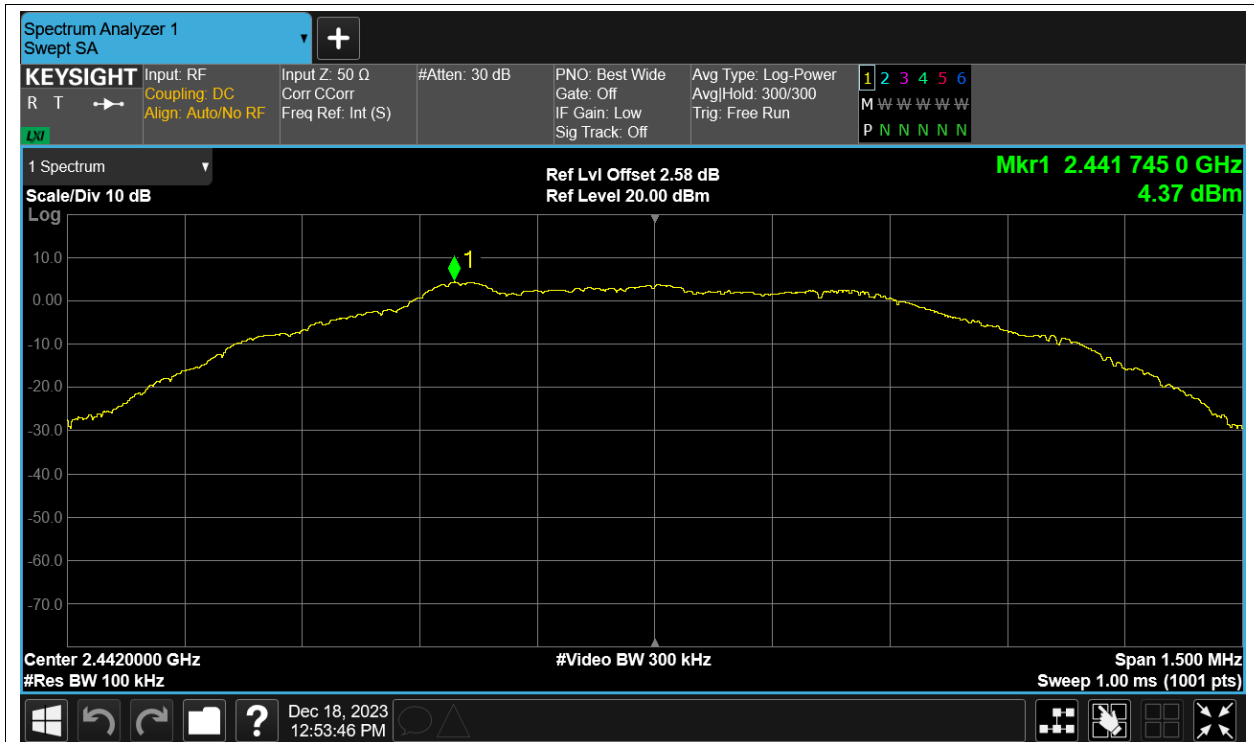 Spectrum Analyzer 1
Swept SA
KEYSIGHT
R T
LXI
Input: RF
Coupling: DC
Align: Auto/No RF
Input Z: 50 Ω
Corr CCorr
Freq Ref: Int (S)
#Atten: 30 dB
PNO: Best Wide
Gate: Off
IF Gain: Low
Sig Track: Off
Avg Type: Log-Power
Avg|Hold: 300/300
Trig: Free Run
1 2 3 4 5 6
M W W W W W
P N N N N N
1 Spectrum
Scale/Div 10 dB
Log
Ref Lvl Offset 2.58 dB
Ref Level 20.00 dBm
Mkr1 2.441 745 0 GHz
4.37 dBm
1
10.0
0.00
-10.0
-20.0
-30.0
-40.0
-50.0
-60.0
-70.0
Center 2.4420000 GHz
#Res BW 100 kHz
#Video BW 300 kHz
Span 1.500 MHz
Sweep 1.00 ms (1001 pts)
?
Dec 18, 2023
12:53:46 PM